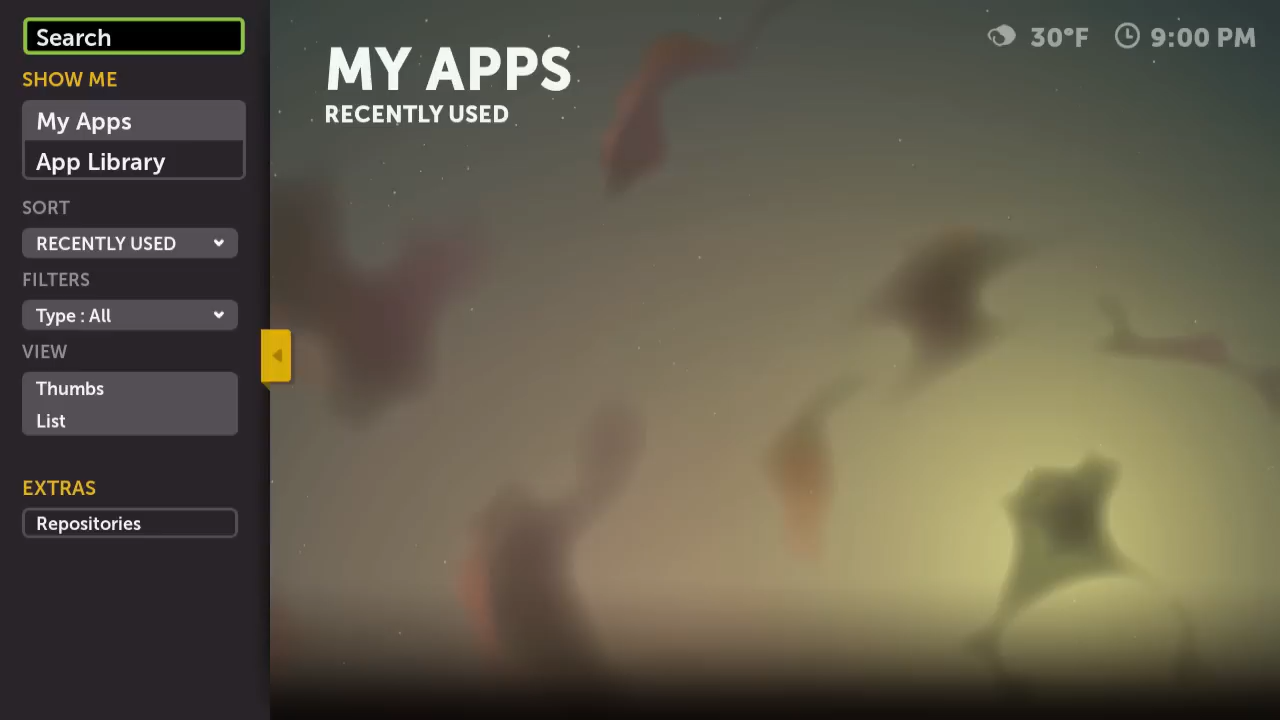 Search
SHOW ME
My Apps
App Library
SORT
RECENTLY USED
FILTERS
Type : All
VIEW
Thumbs
List
EXTRAS
Repositories
MY APPS
RECENTLY USED
30°F 9:00 PM